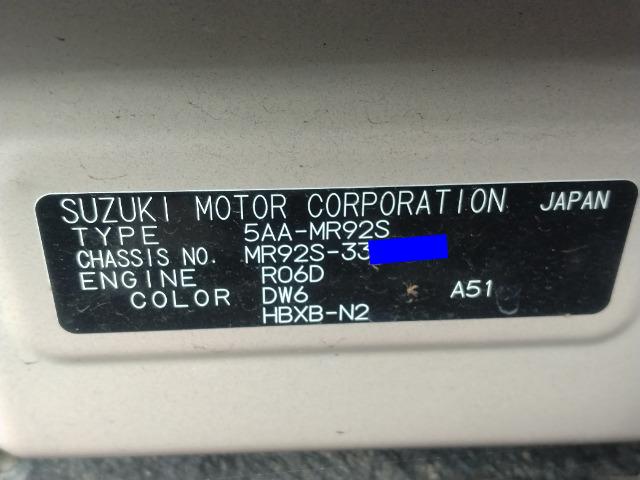 SUZUKI MOTOR CORPORATION JAPAN
TYPE 5AA-MR92S
CHASSIS NO. MR92S-33
ENGINE R06D
COLOR DW6 A51
HBXB-N2